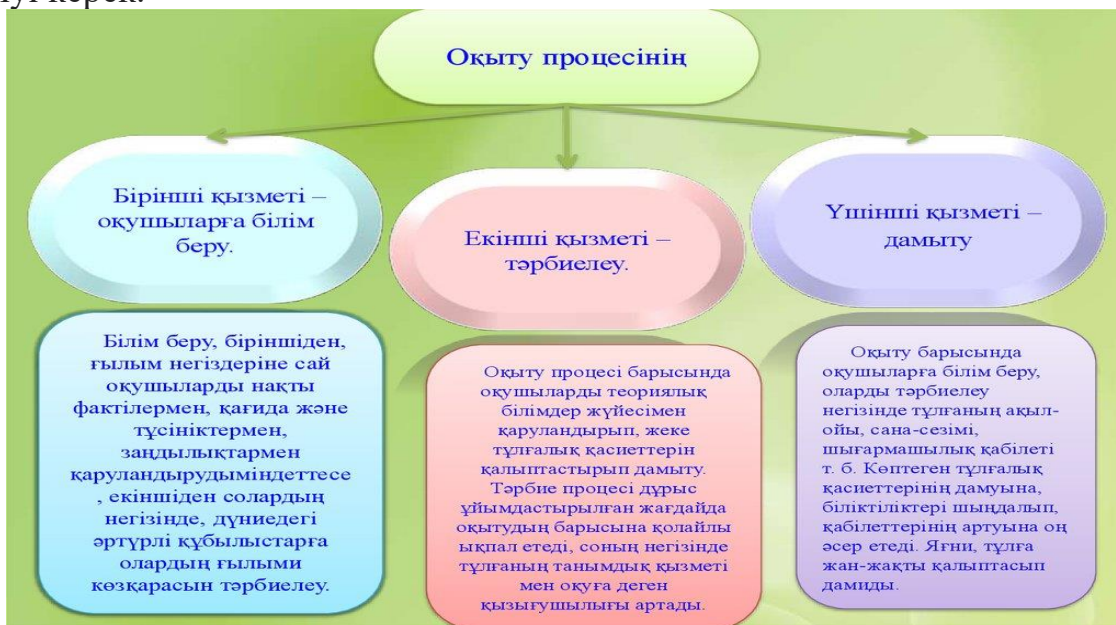 керек.
Оқыту процесінің
Бірінші қызметі –
оқушыларға білім
беру.
Екінші қызметі –
тәрбиелеу.
Үшінші қызметі –
дамыту
Білім беру, біріншіден,
ғылым негіздеріне сай
оқушыларды нақты
фактілермен, қағида және
түсініктермен,
заңдылықтармен
қаруландырудыміндеттесе
, екіншіден солардың
негізінде, дүниедегі
әртүрлі құбылыстарға
олардың ғылыми
көзқарасын тәрбиелеу.
Оқыту процесі барысында
оқушыларды теориялық
білімдер жүйесімен
қаруландырып, жеке
тұлғалық қасиеттерін
қалыптастырып дамыту.
Тәрбие процесі дұрыс
ұйымдастырылған жағдайда
оқытудың барысына қолайлы
ықпал етеді, соның негізінде
тұлғаның танымдық қызметі
мен оқуға деген
қызығушылығы артады.
Оқыту барысында
оқушыларға білім беру,
оларды тәрбиелеу
негізінде тұлғаның ақыл-
ойы, сана-сезімі,
шығармашылық қабілеті
т. б. Көптеген тұлғалық
қасиеттерінің дамуына,
біліктіліктері шыңдалып,
қабілеттерінің артуына оң
әсер етеді. Яғни, тұлға
жан-жақты қалыптасып
дамиды.